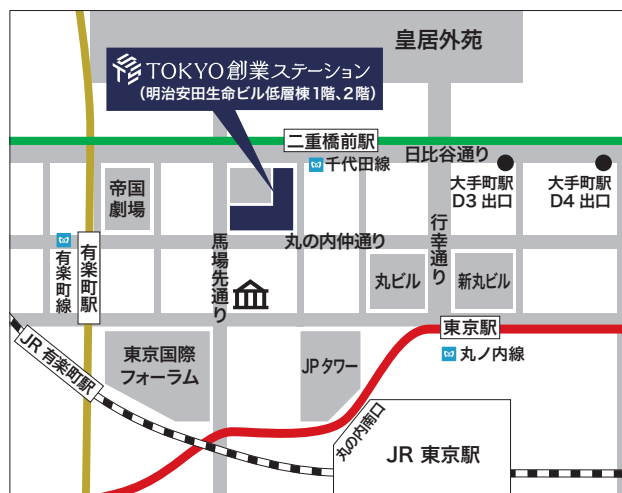 皇居外苑
TOKYO創業ステーション
（明治安田生命ビル低層棟1階、2階）
二重橋前駅
日比谷通り
千代田線
大手町駅
D3 出口
大手町駅
D4 出口
帝国
劇場
馬場先通り
丸の内仲通り
行幸通り
有楽町線
有楽町駅
丸ビル
新丸ビル
東京駅
丸ノ内線
JR 有楽町駅
東京国際
フォーラム
JPタワー
丸の内南口
JR 東京駅